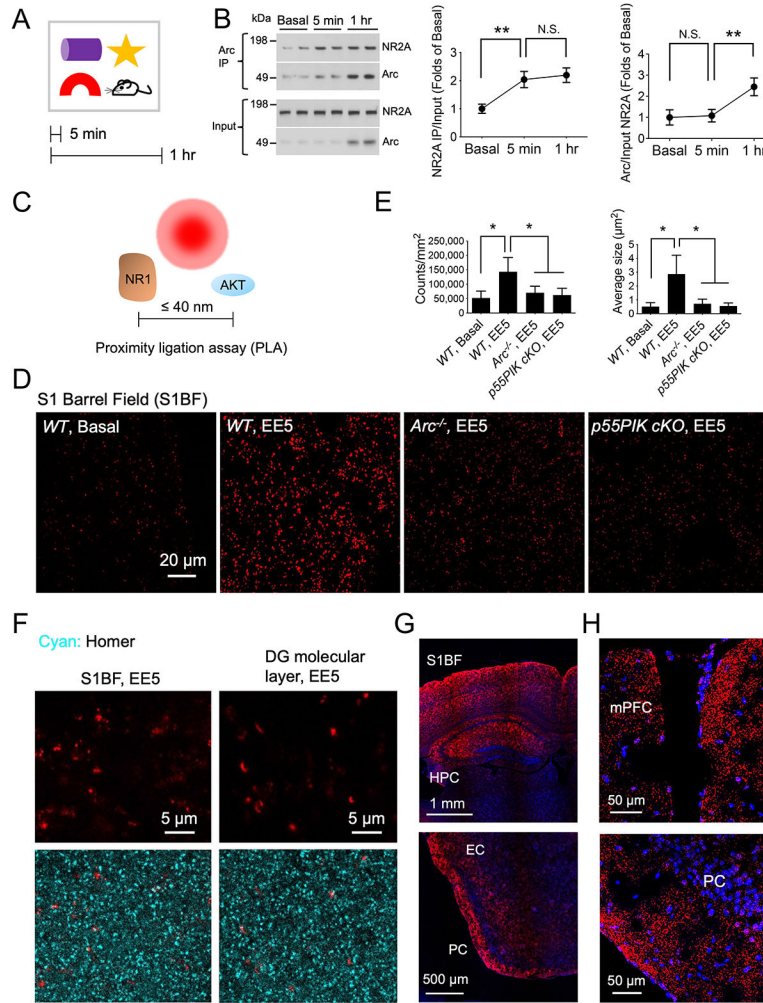 A
5 min
1 hr
B
kDa
Basal 5 min 1 hr
Arc IP
198
NR2A
49
Arc
Input
198
NR2A
49
Arc
NR2A IP/Input (Folds of Basal)
4
3
2
1
0
**
N.S.
Basal 5 min 1 hr
Arc/Input NR2A (Folds of Basal)
4
3
2
1
0
N.S.
**
Basal 5 min 1 hr
C
NR1
AKT
≤ 40 nm
Proximity ligation assay (PLA)
E
Counts/mm²
250,000
200,000
150,000
100,000
50,000
0
* *
WT, Basal
WT, EE5
Arc-/-, EE5
p55PIK cKO, EE5
Average size (μm²)
5
4
3
2
1
0
* *
WT, Basal
WT, EE5
Arc-/-, EE5
p55PIK cKO, EE5
D
S1 Barrel Field (S1BF)
WT, Basal
WT, EE5
Arc-/-, EE5
p55PIK cKO, EE5
20 μm
F
Cyan: Homer
S1BF, EE5
DG molecular
layer, EE5
5 μm
5 μm
G
S1BF
HPC
1 mm
EC
PC
500 μm
H
mPFC
50 μm
PC
50 μm